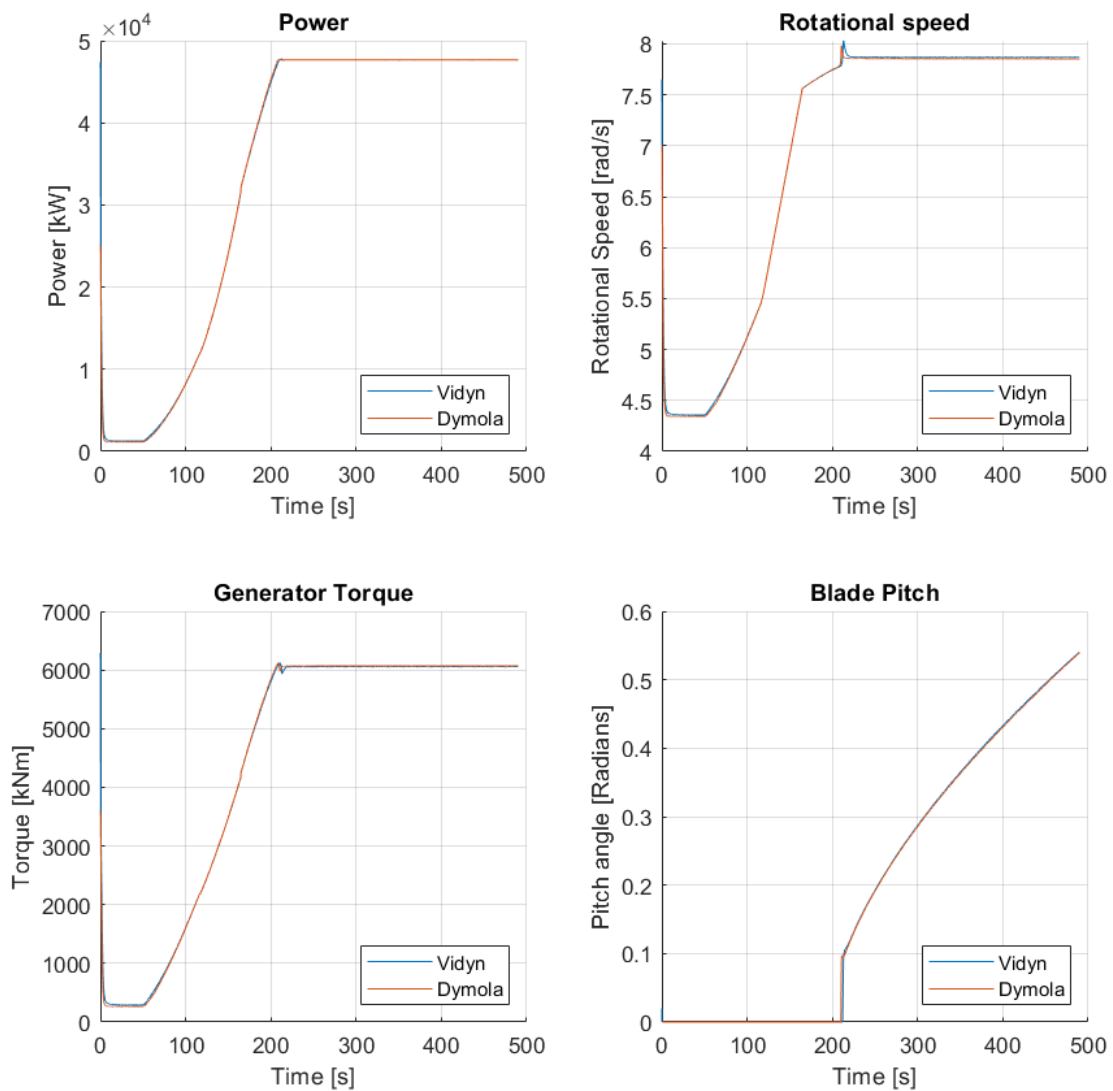 Power
×10⁴
Power [kW]
5
4
3
2
1
0
0 100 200 300 400 500
Time [s]
Vidyn
Dymola
Rotational speed
Rotational Speed [rad/s]
8
7.5
7
6.5
6
5.5
5
4.5
4
0 100 200 300 400 500
Time [s]
Vidyn
Dymola
Generator Torque
Torque [kNm]
7000
6000
5000
4000
3000
2000
1000
0
0 100 200 300 400 500
Time [s]
Vidyn
Dymola
Blade Pitch
Pitch angle [Radians]
0.6
0.5
0.4
0.3
0.2
0.1
0
0 100 200 300 400 500
Time [s]
Vidyn
Dymola